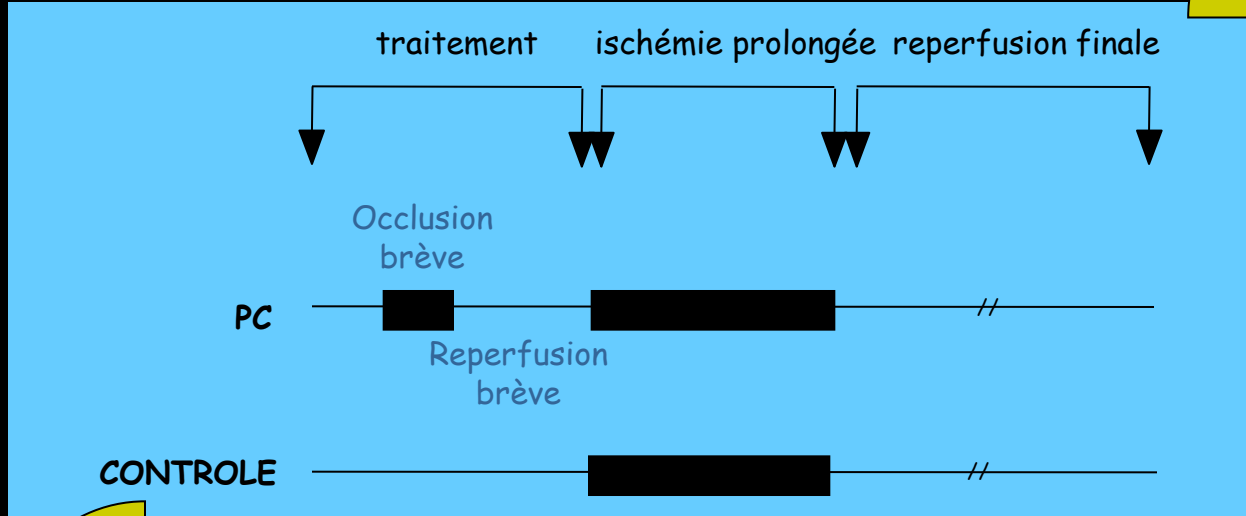 traitement ischémie prolongée reperfusion finale
Occlusion
brève
PC
Reperfusion
brève
CONTROLE